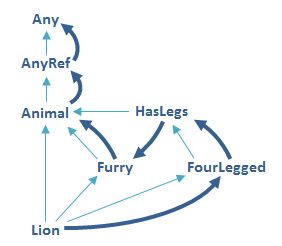 Any
AnyRef
Animal
HasLegs
Furry
FourLegged
Lion